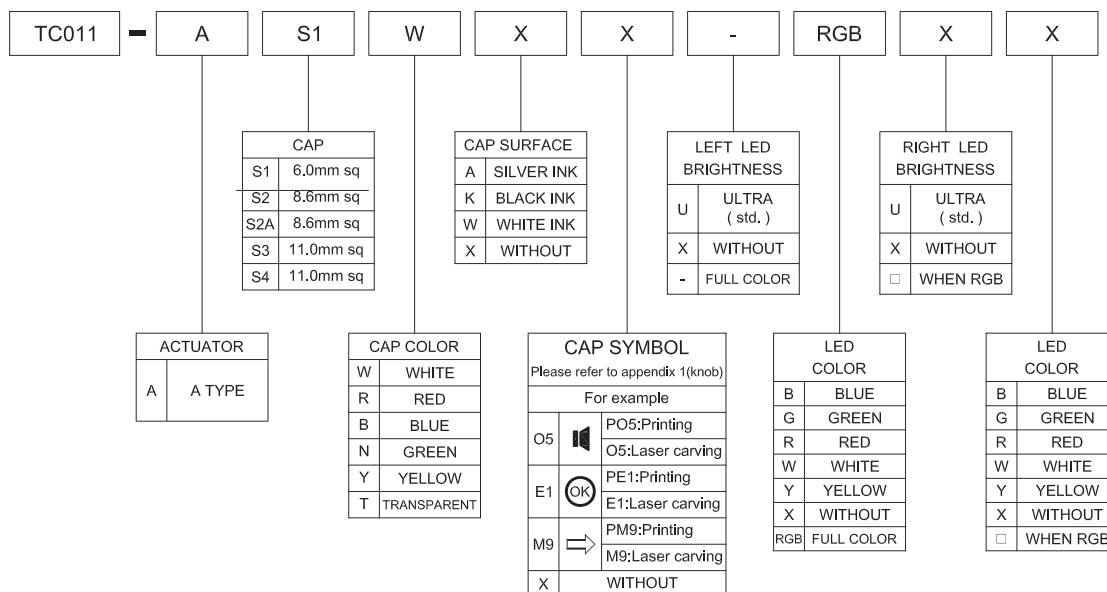 TC011 - A S1 W X X - RGB X X
CAP
S1 6.0mm sq
S2 8.6mm sq
S2A 8.6mm sq
S3 11.0mm sq
S4 11.0mm sq
CAP SURFACE
A SILVER INK
K BLACK INK
W WHITE INK
X WITHOUT
LEFT LED
BRIGHTNESS
U ULTRA
( std. )
X WITHOUT
- FULL COLOR
RIGHT LED
BRIGHTNESS
U ULTRA
( std. )
X WITHOUT
□ WHEN RGB
ACTUATOR
A A TYPE
CAP COLOR
W WHITE
R RED
B BLUE
N GREEN
Y YELLOW
T TRANSPARENT
CAP SYMBOL
Please refer to appendix 1(knob)
For example
O5 PO5:Printing
O5:Laser carving
E1 OK PE1:Printing
E1:Laser carving
M9 PM9:Printing
M9:Laser carving
X WITHOUT
LED
COLOR
B BLUE
G GREEN
R RED
W WHITE
Y YELLOW
X WITHOUT
RGB FULL COLOR
LED
COLOR
B BLUE
G GREEN
R RED
W WHITE
Y YELLOW
X WITHOUT
□ WHEN RGB